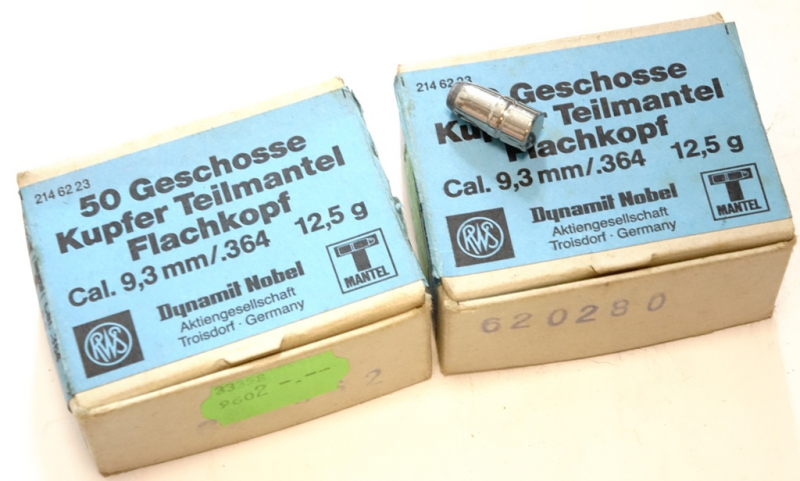 214 62 23
50 Geschosse
Kupfer Teilmantel
Flachkopf
Cal. 9,3 mm/.364 12,5 g
RWS
Dynamit Nobel
Aktiengesellschaft
Troisdorf · Germany
T
MANTEL
9602 -.--
2
214 62 23
Geschosse
Teilmantel
Flachkopf
Cal. 9,3 mm/.364 12,5 g
RWS
Dynamit Nobel
Aktiengesellschaft
Troisdorf · Germany
T
MANTEL
620280